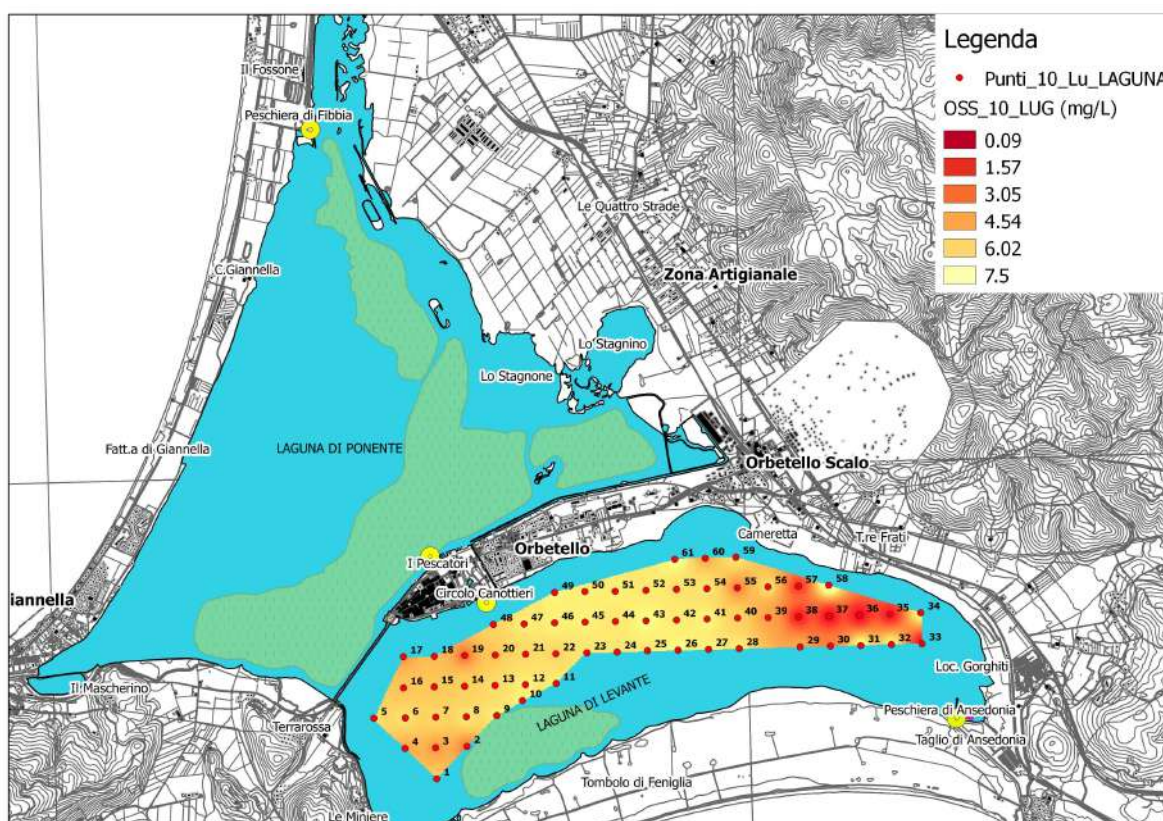 Legenda
Punti_10_Lu_LAGUNA
OSS_10_LUG (mg/L)
0.09
1.57
3.05
4.54
6.02
7.5
Il Fossone
Peschiera di Fibbia
Le Quattro Strade
C.Giannella
Zona Artigianale
Lo Stagnino
Lo Stagnone
Fatt.a di Giannella
LAGUNA DI PONENTE
Orbetello Scalo
Cameretta
T.re Frati
Orbetello
I Pescatori
61 60 59
Circolo Canottieri
49 50 51 52 53 54 55 56 57 58
iannella
48 47 46 45 44 43 42 41 40 39 38 37 36 35 34
17 18 19 20 21 22 23 24 25 26 27 28 29 30 31 32 33
Loc. Gorghiti
Il Mascherino
16 15 14 13 12 11
10
LAGUNA DI LEVANTE
5 6 7 8 9
Peschiera di Ansedonia
Terrarossa
Taglio di Ansedonia
4 3 2
1
Tombolo di Feniglia
Le Miniere